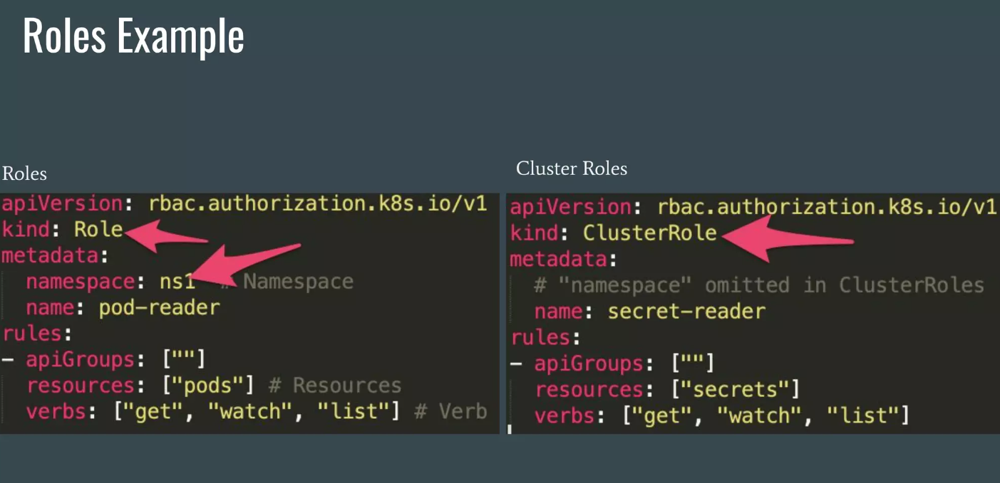 Roles Example
Roles
apiVersion: rbac.authorization.k8s.io/v1
kind: Role
metadata:
  namespace: ns1 # Namespace
  name: pod-reader
rules:
- apiGroups: [""]
  resources: ["pods"] # Resources
  verbs: ["get", "watch", "list"] # Verb
Cluster Roles
apiVersion: rbac.authorization.k8s.io/v1
kind: ClusterRole
metadata:
  # "namespace" omitted in ClusterRoles
  name: secret-reader
rules:
- apiGroups: [""]
  resources: ["secrets"]
  verbs: ["get", "watch", "list"]